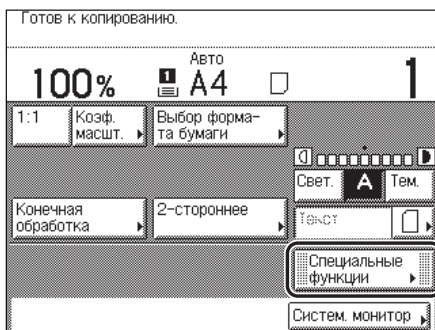 Готов к копированию.
100%
1
Авто
A4
1
1:1
Коэф.
масшт.
Выбор форма-
та бумаги
Свет.
A
Тем.
Конечная
обработка
2-стороннее
Текст
Специальные
функции
Систем. монитор